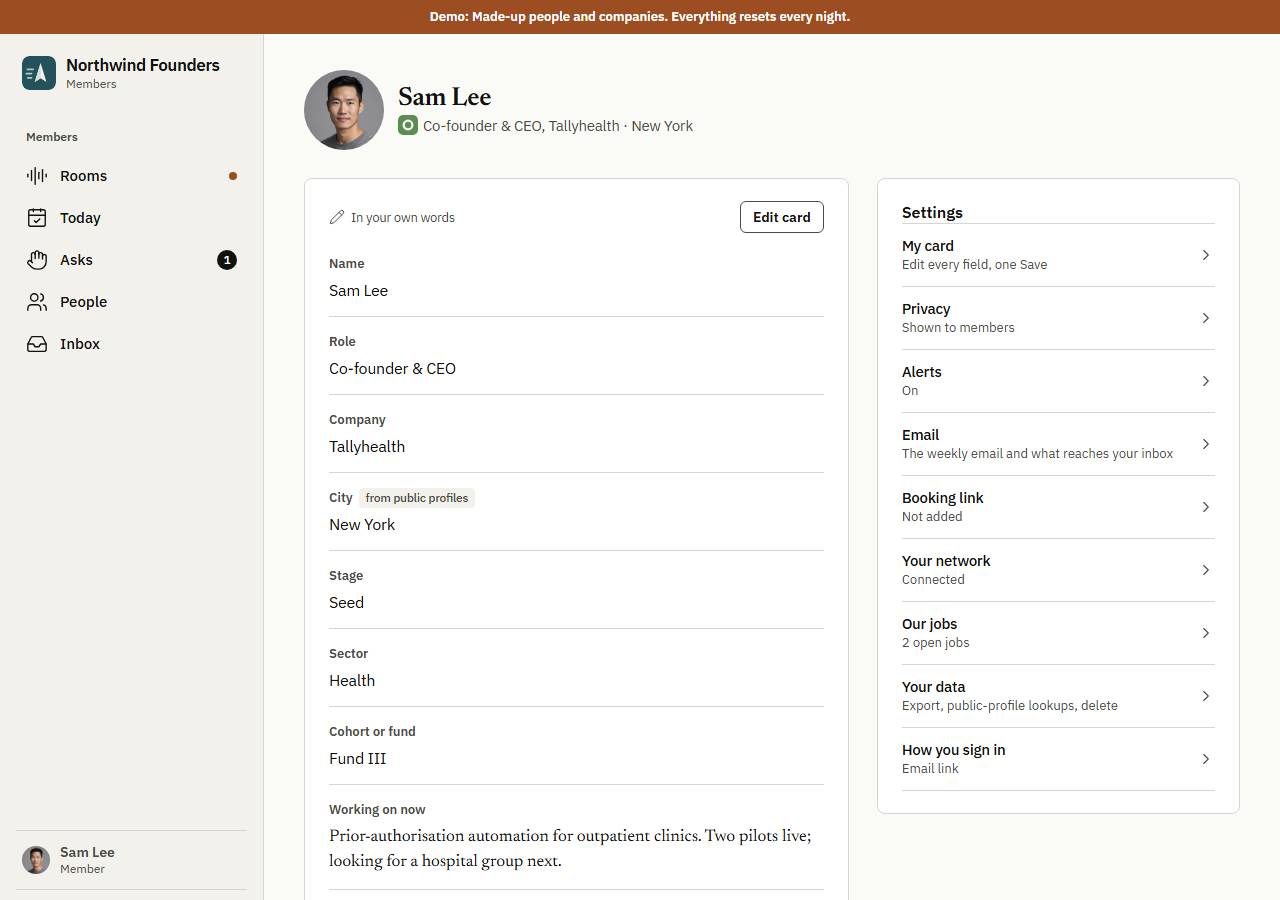 Demo: Made-up people and companies. Everything resets every night.
Northwind Founders
Members
Members
Rooms
Today
Asks
1
People
Inbox
Sam Lee
Member
Sam Lee
Co-founder & CEO, Tallyhealth · New York
In your own words
Edit card
Name
Sam Lee
Role
Co-founder & CEO
Company
Tallyhealth
City from public profiles
New York
Stage
Seed
Sector
Health
Cohort or fund
Fund III
Working on now
Prior-authorisation automation for outpatient clinics. Two pilots live;
looking for a hospital group next.
Settings
My card
Edit every field, one Save
Privacy
Shown to members
Alerts
On
Email
The weekly email and what reaches your inbox
Booking link
Not added
Your network
Connected
Our jobs
2 open jobs
Your data
Export, public-profile lookups, delete
How you sign in
Email link